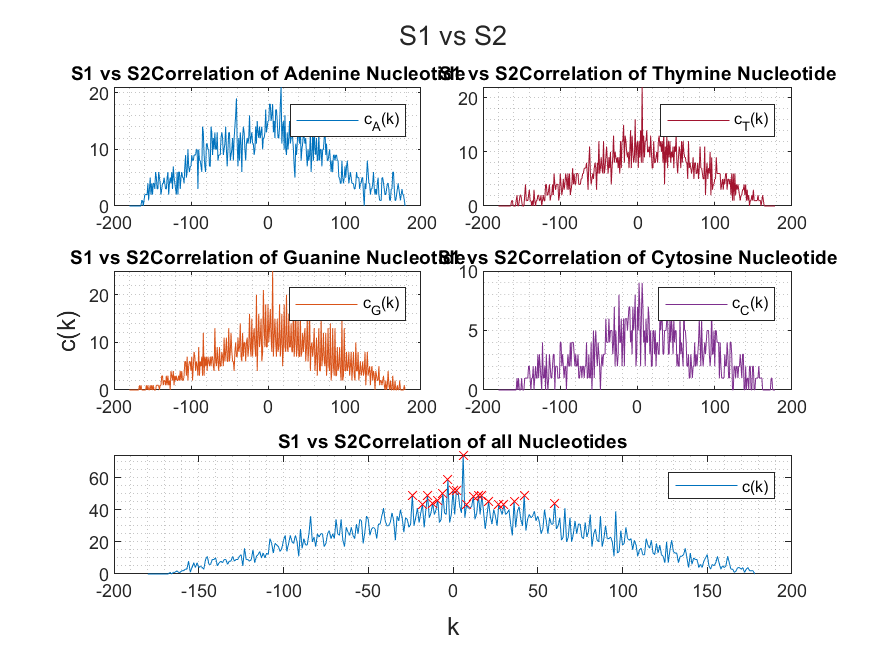 S1 vs S2
S1 vs S2Correlation of Adenine Nucleotide
20
10
0
-200 -100 0 100 200
c_A(k)
S1 vs S2Correlation of Thymine Nucleotide
20
10
0
-200 -100 0 100 200
c_T(k)
S1 vs S2Correlation of Guanine Nucleotide
20
10
0
-200 -100 0 100 200
c_G(k)
c(k)
S1 vs S2Correlation of Cytosine Nucleotide
10
5
0
-200 -100 0 100 200
c_C(k)
S1 vs S2Correlation of all Nucleotides
60
40
20
0
-200 -150 -100 -50 0 50 100 150 200
c(k)
k